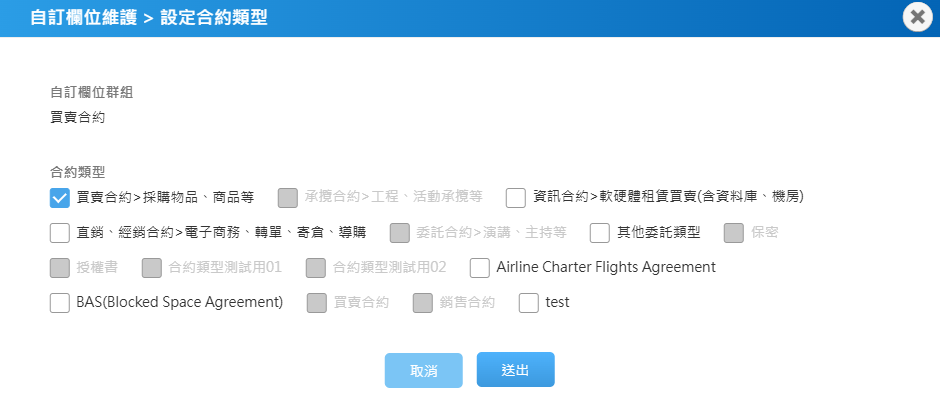 自訂欄位維護 > 設定合約類型
自訂欄位群組
買賣合約
合約類型
買賣合約>採購物品、商品等 承攬合約>工程、活動承攬等 資訊合約>軟硬體租賃買賣(含資料庫、機房)
直銷、經銷合約>電子商務、轉單、寄倉、導購 委託合約>演講、主持等 其他委託類型 保密
授權書 合約類型測試用01 合約類型測試用02 Airline Charter Flights Agreement
BAS(Blocked Space Agreement) 買賣合約 銷售合約 test
取消 送出